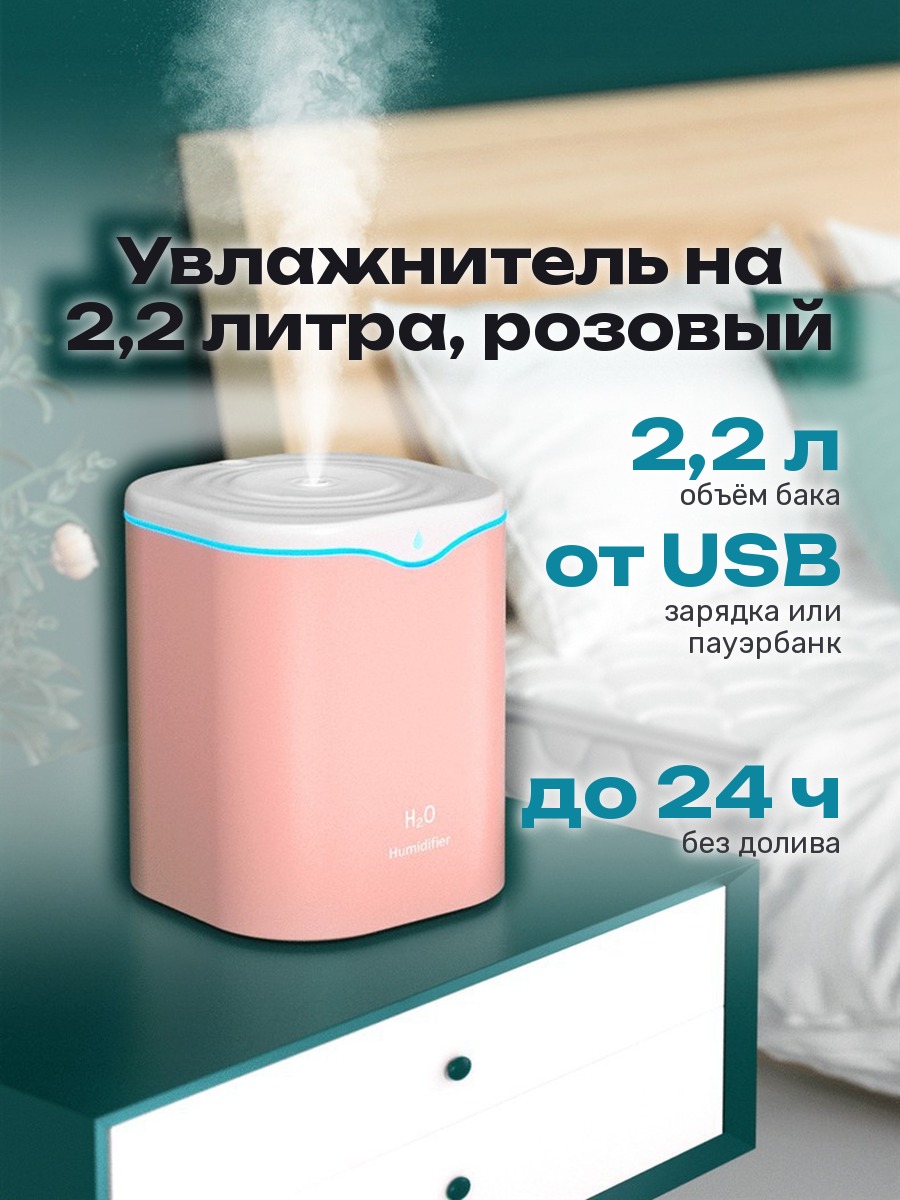 Увлажнитель на
2,2 литра, розовый
2,2 л
объём бака
от USB
зарядка или
пауэрбанк
до 24 ч
без долива
H₂O
Humidifier